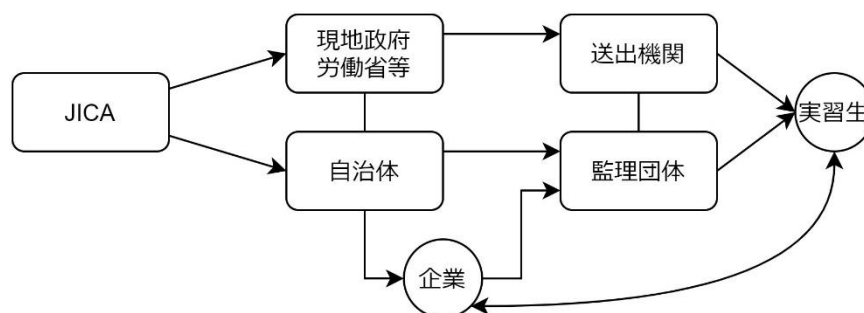 現地政府
労働省等
送出機関
JICA
実習生
自治体
監理団体
企業